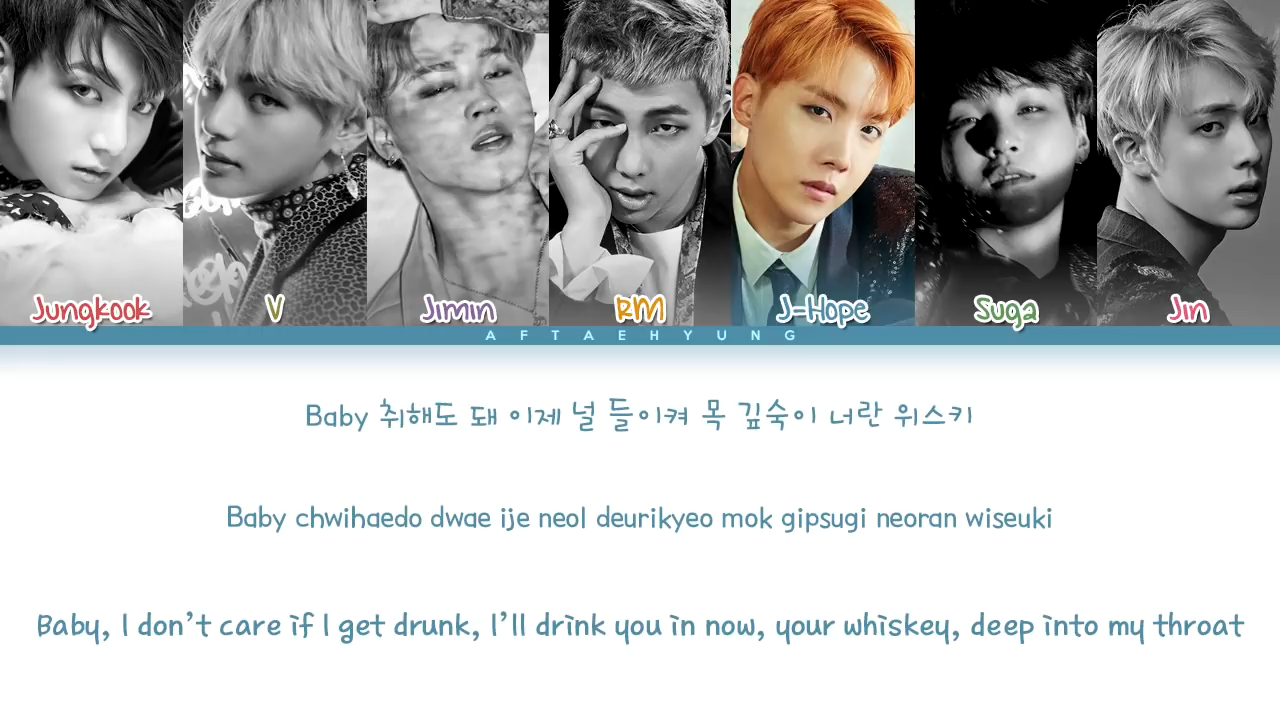 Jungkook V Jimin RM J-Hope Suga Jin
AFTAEHYUNG
Baby 취해도 돼 이제 널 들이켜 목 깊숙이 너란 위스키
Baby chwihaedo dwae ije neol deurikyeo mok gipsugi neoran wiseuki
Baby, I don't care if I get drunk, I'll drink you in now, your whiskey, deep into my throat